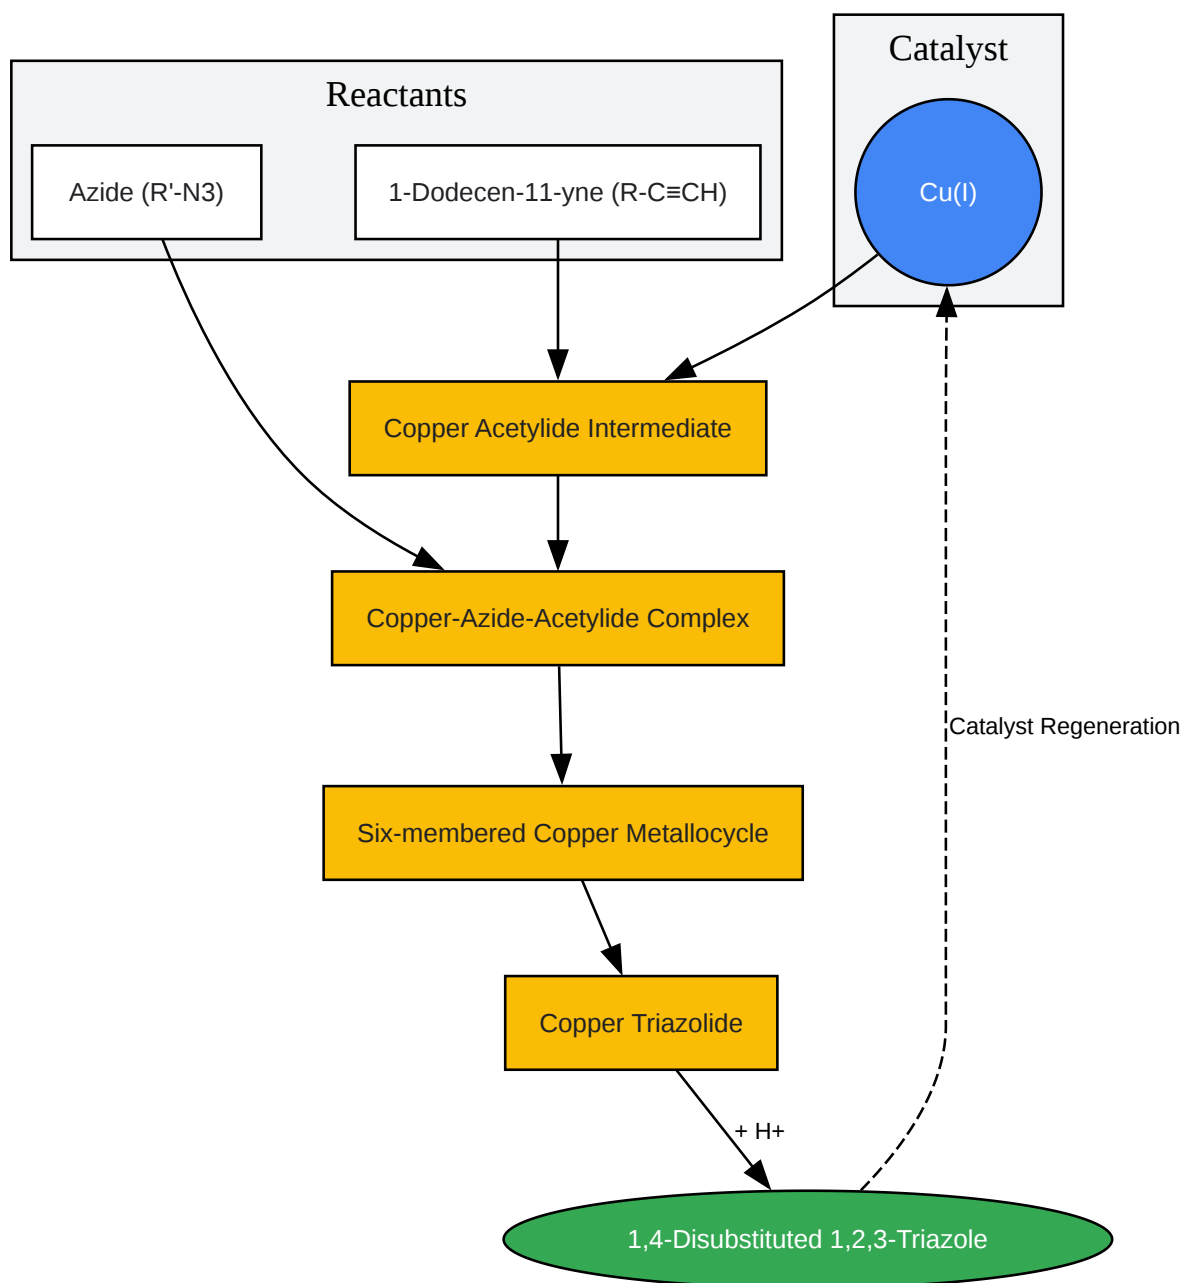 Catalyst
Reactants
Azide (R'-N3)
1-Dodecen-11-yne (R-C≡CH)
Cu(I)
Copper Acetylide Intermediate
Copper-Azide-Acetylide Complex
Catalyst Regeneration
Six-membered Copper Metallocycle
Copper Triazolide
+ H+
1,4-Disubstituted 1,2,3-Triazole